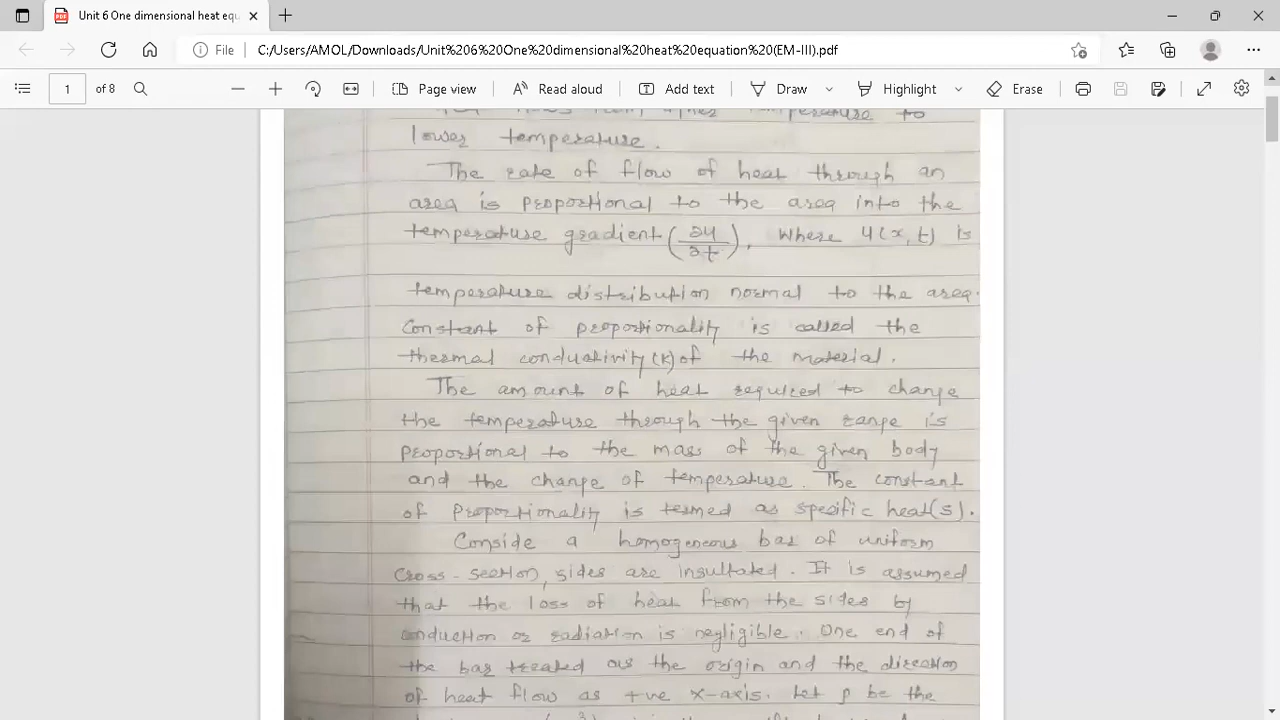 Unit 6 One dimensional heat equ
File C:/Users/AMOL/Downloads/Unit%206%20One%20dimensional%20heat%20equation%20(EM-III).pdf
1 of 8 Page view Read aloud Add text Draw Highlight Erase
temperature to
lower temperature.
The rate of flow of heat through an
area is proportional to the area into the
temperature gradient (∂u/∂t), where u(x,t) is
temperature distribution normal to the area.
Constant of proportionality is called the
thermal conductivity (k) of the material.
The amount of heat required to change
the temperature through the given range is
proportional to the mass of the given body
and the change of temperature. The constant
of proportionality is termed as specific heat(s).
Conside a homogeneous bar of uniform
cross-section, sides are insultated. It is assumed
that the loss of heat from the sides by
conduction or radiation is negligible. One end of
the bar treated as the origin and the direction
of heat flow as +ve x-axis. Let ρ be the